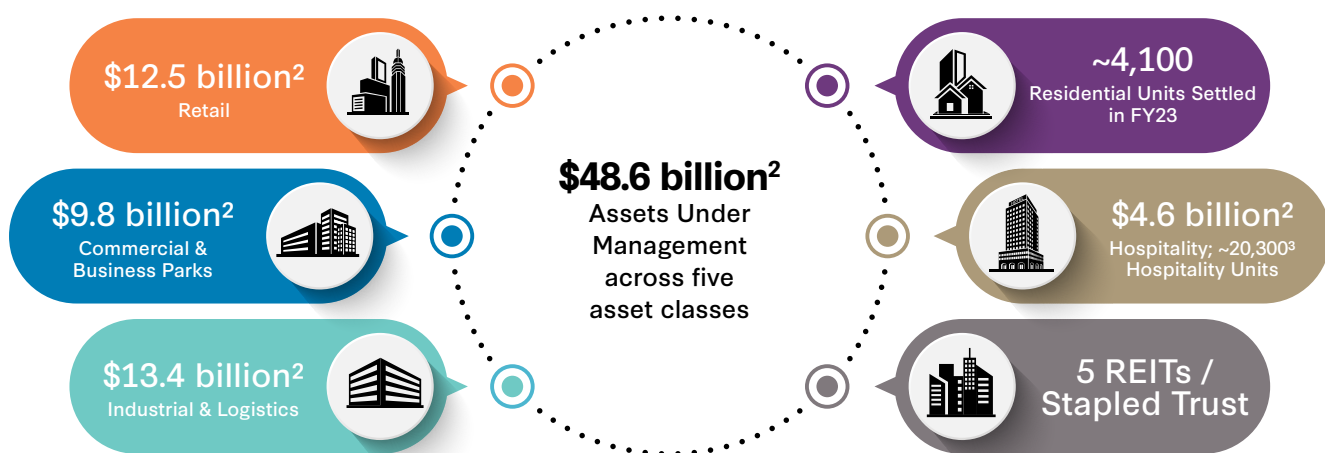 $12.5 billion²
Retail
$9.8 billion²
Commercial &
Business Parks
$13.4 billion²
Industrial & Logistics
$48.6 billion²
Assets Under
Management
across five
asset classes
~4,100
Residential Units Settled
in FY23
$4.6 billion²
Hospitality; ~20,300³
Hospitality Units
5 REITs /
Stapled Trust